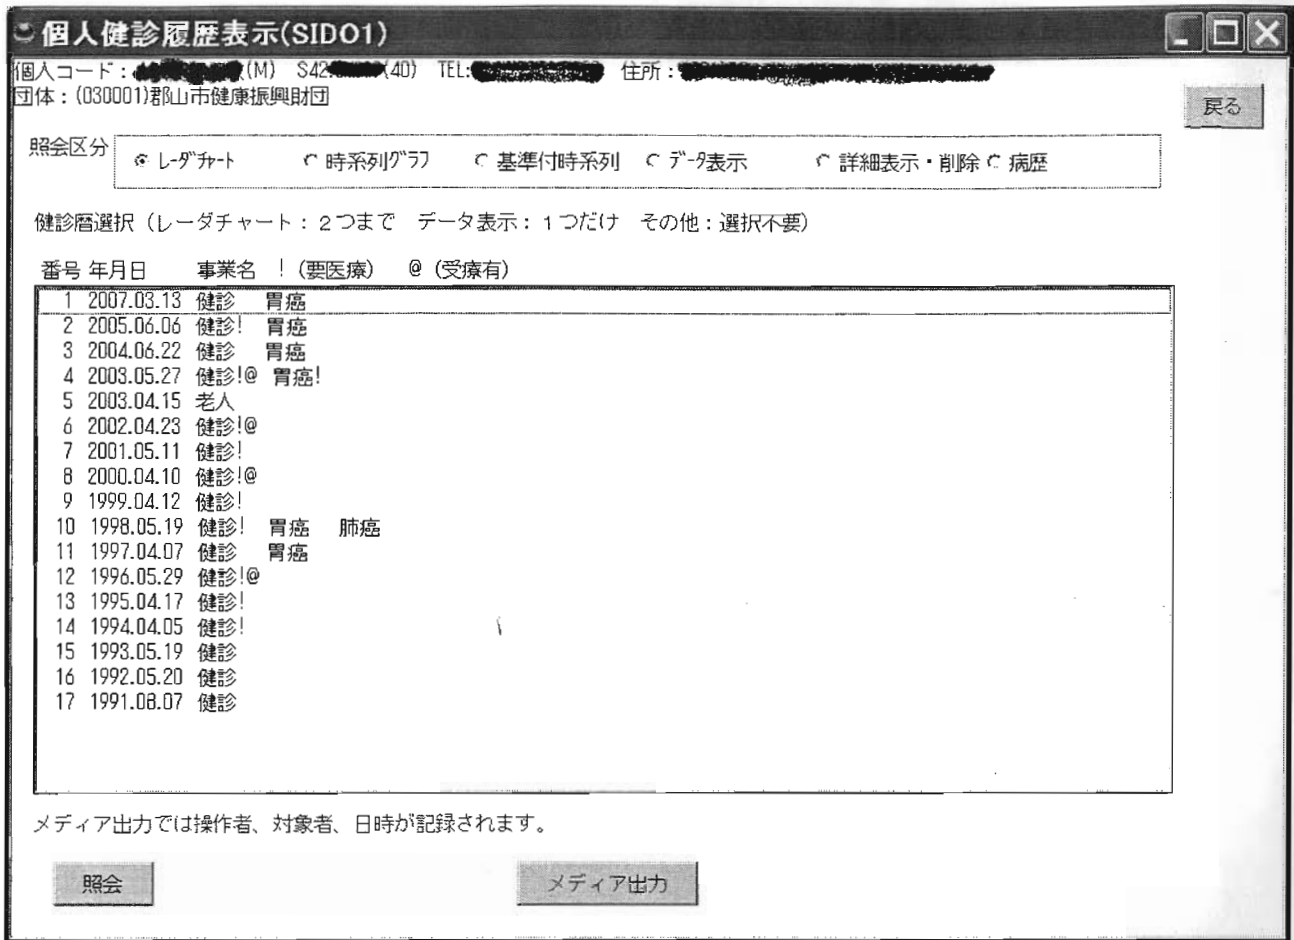 個人健診履歴表示(SIDO1)
個人コード： (M) S42 (40) TEL: 住所：
団体：(030001)郡山市健康振興財団
戻る
照会区分 レーダチャート 時系列グラフ 基準付時系列 データ表示 詳細表示・削除 病歴
健診暦選択（レーダチャート：２つまで データ表示：１つだけ その他：選択不要）
番号 年月日 事業名 ！（要医療） @（受療有）
1 2007.03.13 健診 胃癌
2 2005.06.06 健診! 胃癌
3 2004.06.22 健診 胃癌
4 2003.05.27 健診!@ 胃癌!
5 2003.04.15 老人
6 2002.04.23 健診!@
7 2001.05.11 健診!
8 2000.04.10 健診!@
9 1999.04.12 健診!
10 1998.05.19 健診! 胃癌 肺癌
11 1997.04.07 健診 胃癌
12 1996.05.29 健診!@
13 1995.04.17 健診!
14 1994.04.05 健診!
15 1993.05.19 健診
16 1992.05.20 健診
17 1991.08.07 健診
メディア出力では操作者、対象者、日時が記録されます。
照会 メディア出力